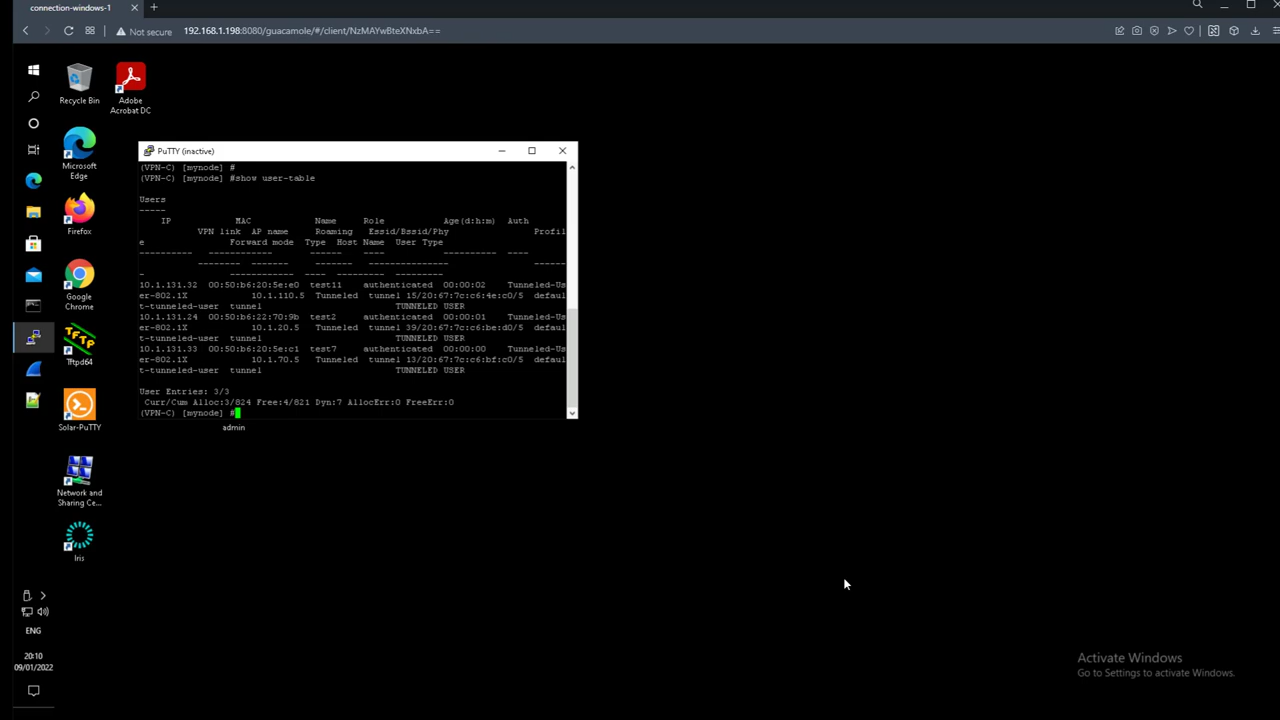 connection-windows-1
Not secure
192.168.1.198:8080/guacamole/#/client/NzMAYwBteXNxbA==
Recycle Bin
Adobe
Acrobat DC
Microsoft
Edge
Firefox
Google
Chrome
TFTP
Tftpd64
Solar-PuTTY
Network and
Sharing Ce...
Iris
PuTTY (inactive)
(VPN-C) [mynode] #
(VPN-C) [mynode] #show user-table
Users
-----
IP MAC Name Role Age(d:h:m) Auth
VPN link AP name Roaming Essid/Bssid/Phy Profil
e Forward mode Type Host Name User Type
---------- ------------ ------ ---- ---------- ----
-------- ------- ------- --------------- ------
- ------------ ---- --------- ---------
10.1.131.32 00:50:b6:20:5e:e0 test11 authenticated 00:00:02 Tunneled-Us
er-802.1X 10.1.110.5 Tunneled tunnel 15/20:67:7c:c6:4e:c0/5 defaul
t-tunneled-user tunnel TUNNELED USER
10.1.131.24 00:50:b6:22:70:9b test2 authenticated 00:00:01 Tunneled-Us
er-802.1X 10.1.20.5 Tunneled tunnel 39/20:67:7c:c6:be:d0/5 defaul
t-tunneled-user tunnel TUNNELED USER
10.1.131.33 00:50:b6:20:5e:c1 test7 authenticated 00:00:00 Tunneled-Us
er-802.1X 10.1.70.5 Tunneled tunnel 13/20:67:7c:c6:bf:c0/5 defaul
t-tunneled-user tunnel TUNNELED USER
User Entries: 3/3
Curr/Cum Alloc:3/824 Free:4/821 Dyn:7 AllocErr:0 FreeErr:0
(VPN-C) [mynode] #
admin
ENG
20:10
09/01/2022
Activate Windows
Go to Settings to activate Windows.